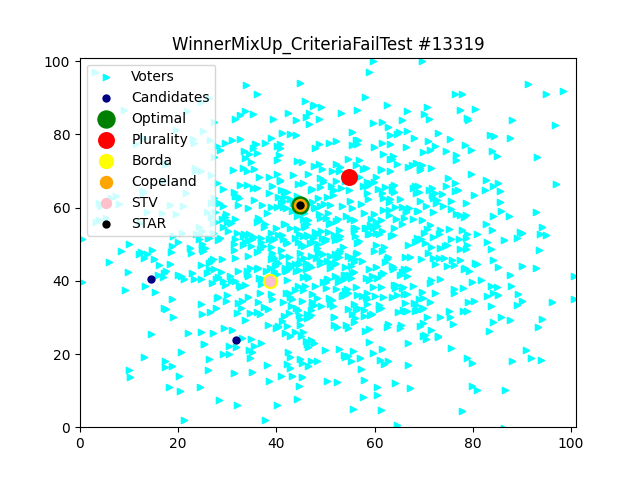 WinnerMixUp_CriteriaFailTest #13319
100
80
60
40
20
0
Voters
Candidates
Optimal
Plurality
Borda
Copeland
STV
STAR
0 20 40 60 80 100